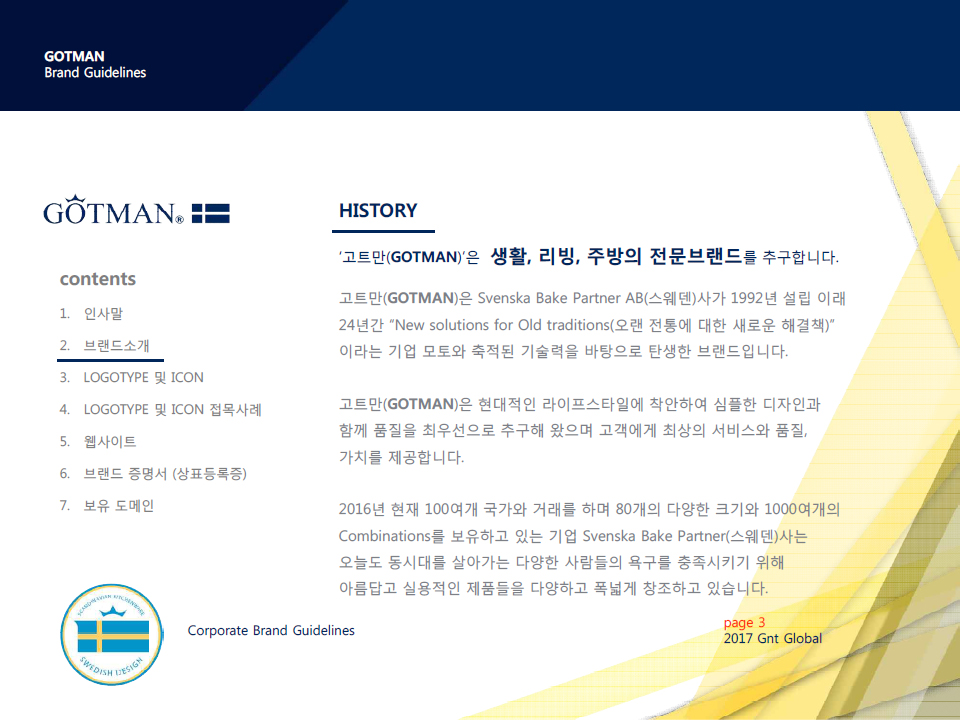 GOTMAN
Brand Guidelines
GÖTMAN®
contents
1. 인사말
2. 브랜드소개
3. LOGOTYPE 및 ICON
4. LOGOTYPE 및 ICON 접목사례
5. 웹사이트
6. 브랜드 증명서 (상표등록증)
7. 보유 도메인
HISTORY
‘고트만(GOTMAN)’은 생활, 리빙, 주방의 전문브랜드를 추구합니다.
고트만(GOTMAN)은 Svenska Bake Partner AB(스웨덴)사가 1992년 설립 이래
24년간 “New solutions for Old traditions(오랜 전통에 대한 새로운 해결책)”
이라는 기업 모토와 축적된 기술력을 바탕으로 탄생한 브랜드입니다.
고트만(GOTMAN)은 현대적인 라이프스타일에 착안하여 심플한 디자인과
함께 품질을 최우선으로 추구해 왔으며 고객에게 최상의 서비스와 품질,
가치를 제공합니다.
2016년 현재 100여개 국가와 거래를 하며 80개의 다양한 크기와 1000여개의
Combinations를 보유하고 있는 기업 Svenska Bake Partner(스웨덴)사는
오늘도 동시대를 살아가는 다양한 사람들의 욕구를 충족시키기 위해
아름답고 실용적인 제품들을 다양하고 폭넓게 창조하고 있습니다.
SCANDINAVIAN KITCHENWARE
SWEDISH DESIGN
Corporate Brand Guidelines
page 3
2017 Gnt Global